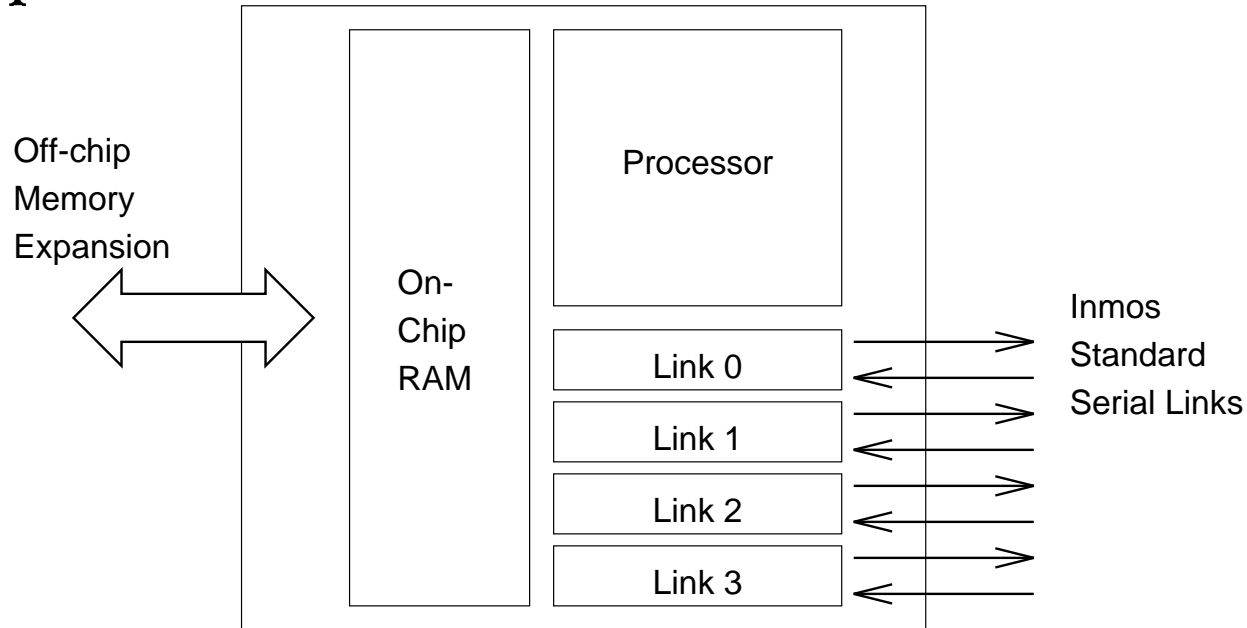 Off-chip
Memory
Expansion
On-
Chip
RAM
Processor
Link 0
Link 1
Link 2
Link 3
Inmos
Standard
Serial Links